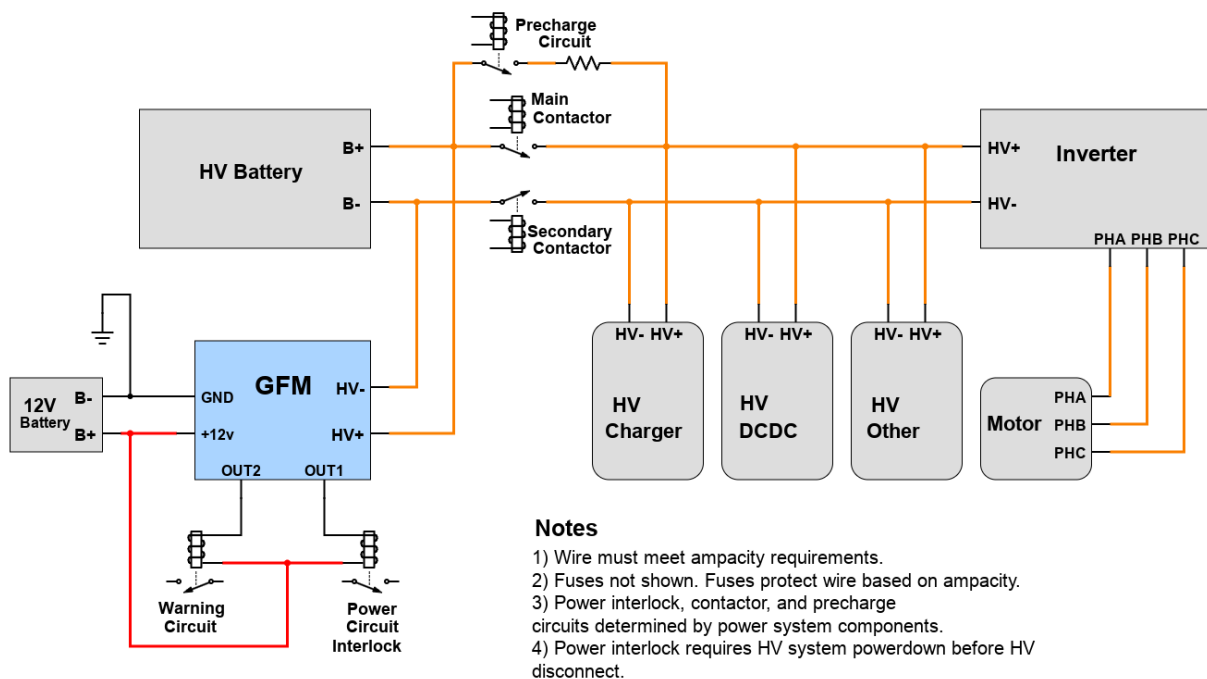 Precharge
Circuit
Main
Contactor
HV Battery
B+
B-
Secondary
Contactor
Inverter
HV+
HV-
PHA PHB PHC
12V
Battery
B-
B+
GFM
GND
+12v
HV-
HV+
OUT2
OUT1
Warning
Circuit
Power
Circuit
Interlock
HV- HV+
HV
Charger
HV- HV+
HV
DCDC
HV- HV+
HV
Other
Motor
PHA
PHB
PHC
Notes
1) Wire must meet ampacity requirements.
2) Fuses not shown. Fuses protect wire based on ampacity.
3) Power interlock, contactor, and precharge
circuits determined by power system components.
4) Power interlock requires HV system powerdown before HV
disconnect.